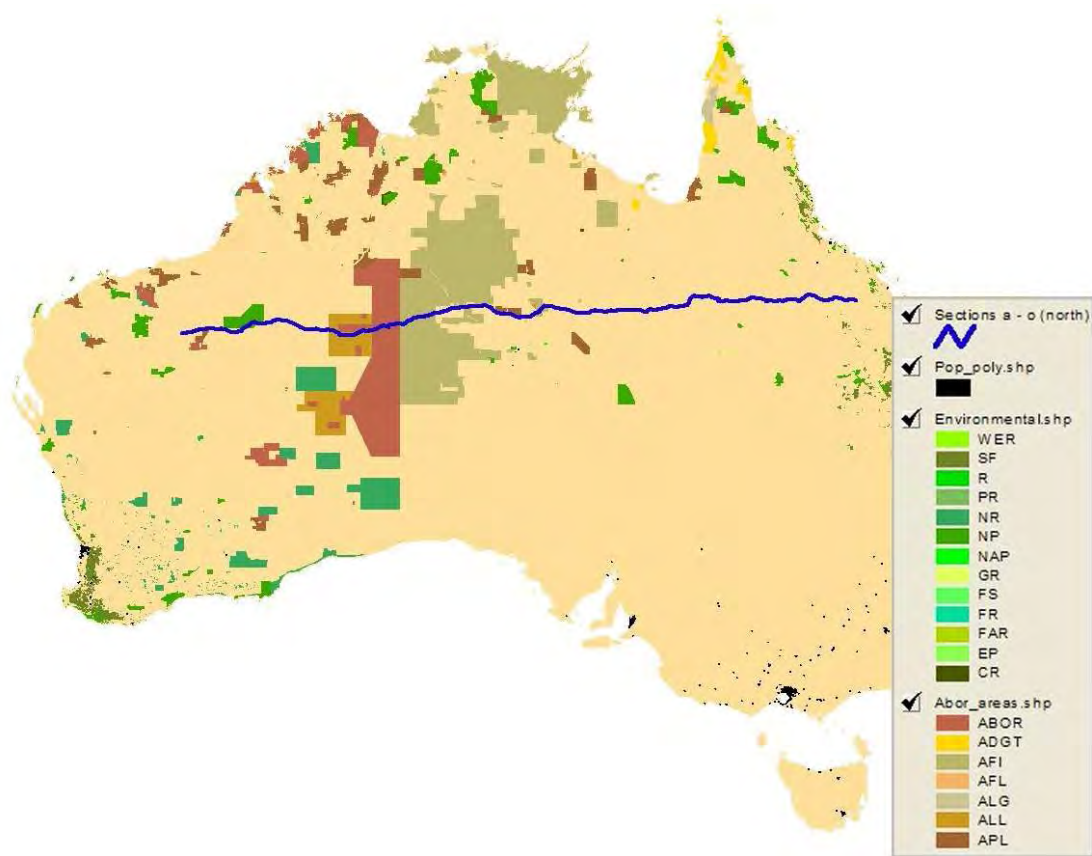 Sections a - o (north)
Pop_poly.shp
Environmental.shp
WER
SF
R
PR
NR
NP
NAP
GR
FS
FR
FAR
EP
CR
Abor_areas.shp
ABOR
ADGT
AFI
AFL
ALG
ALL
APL